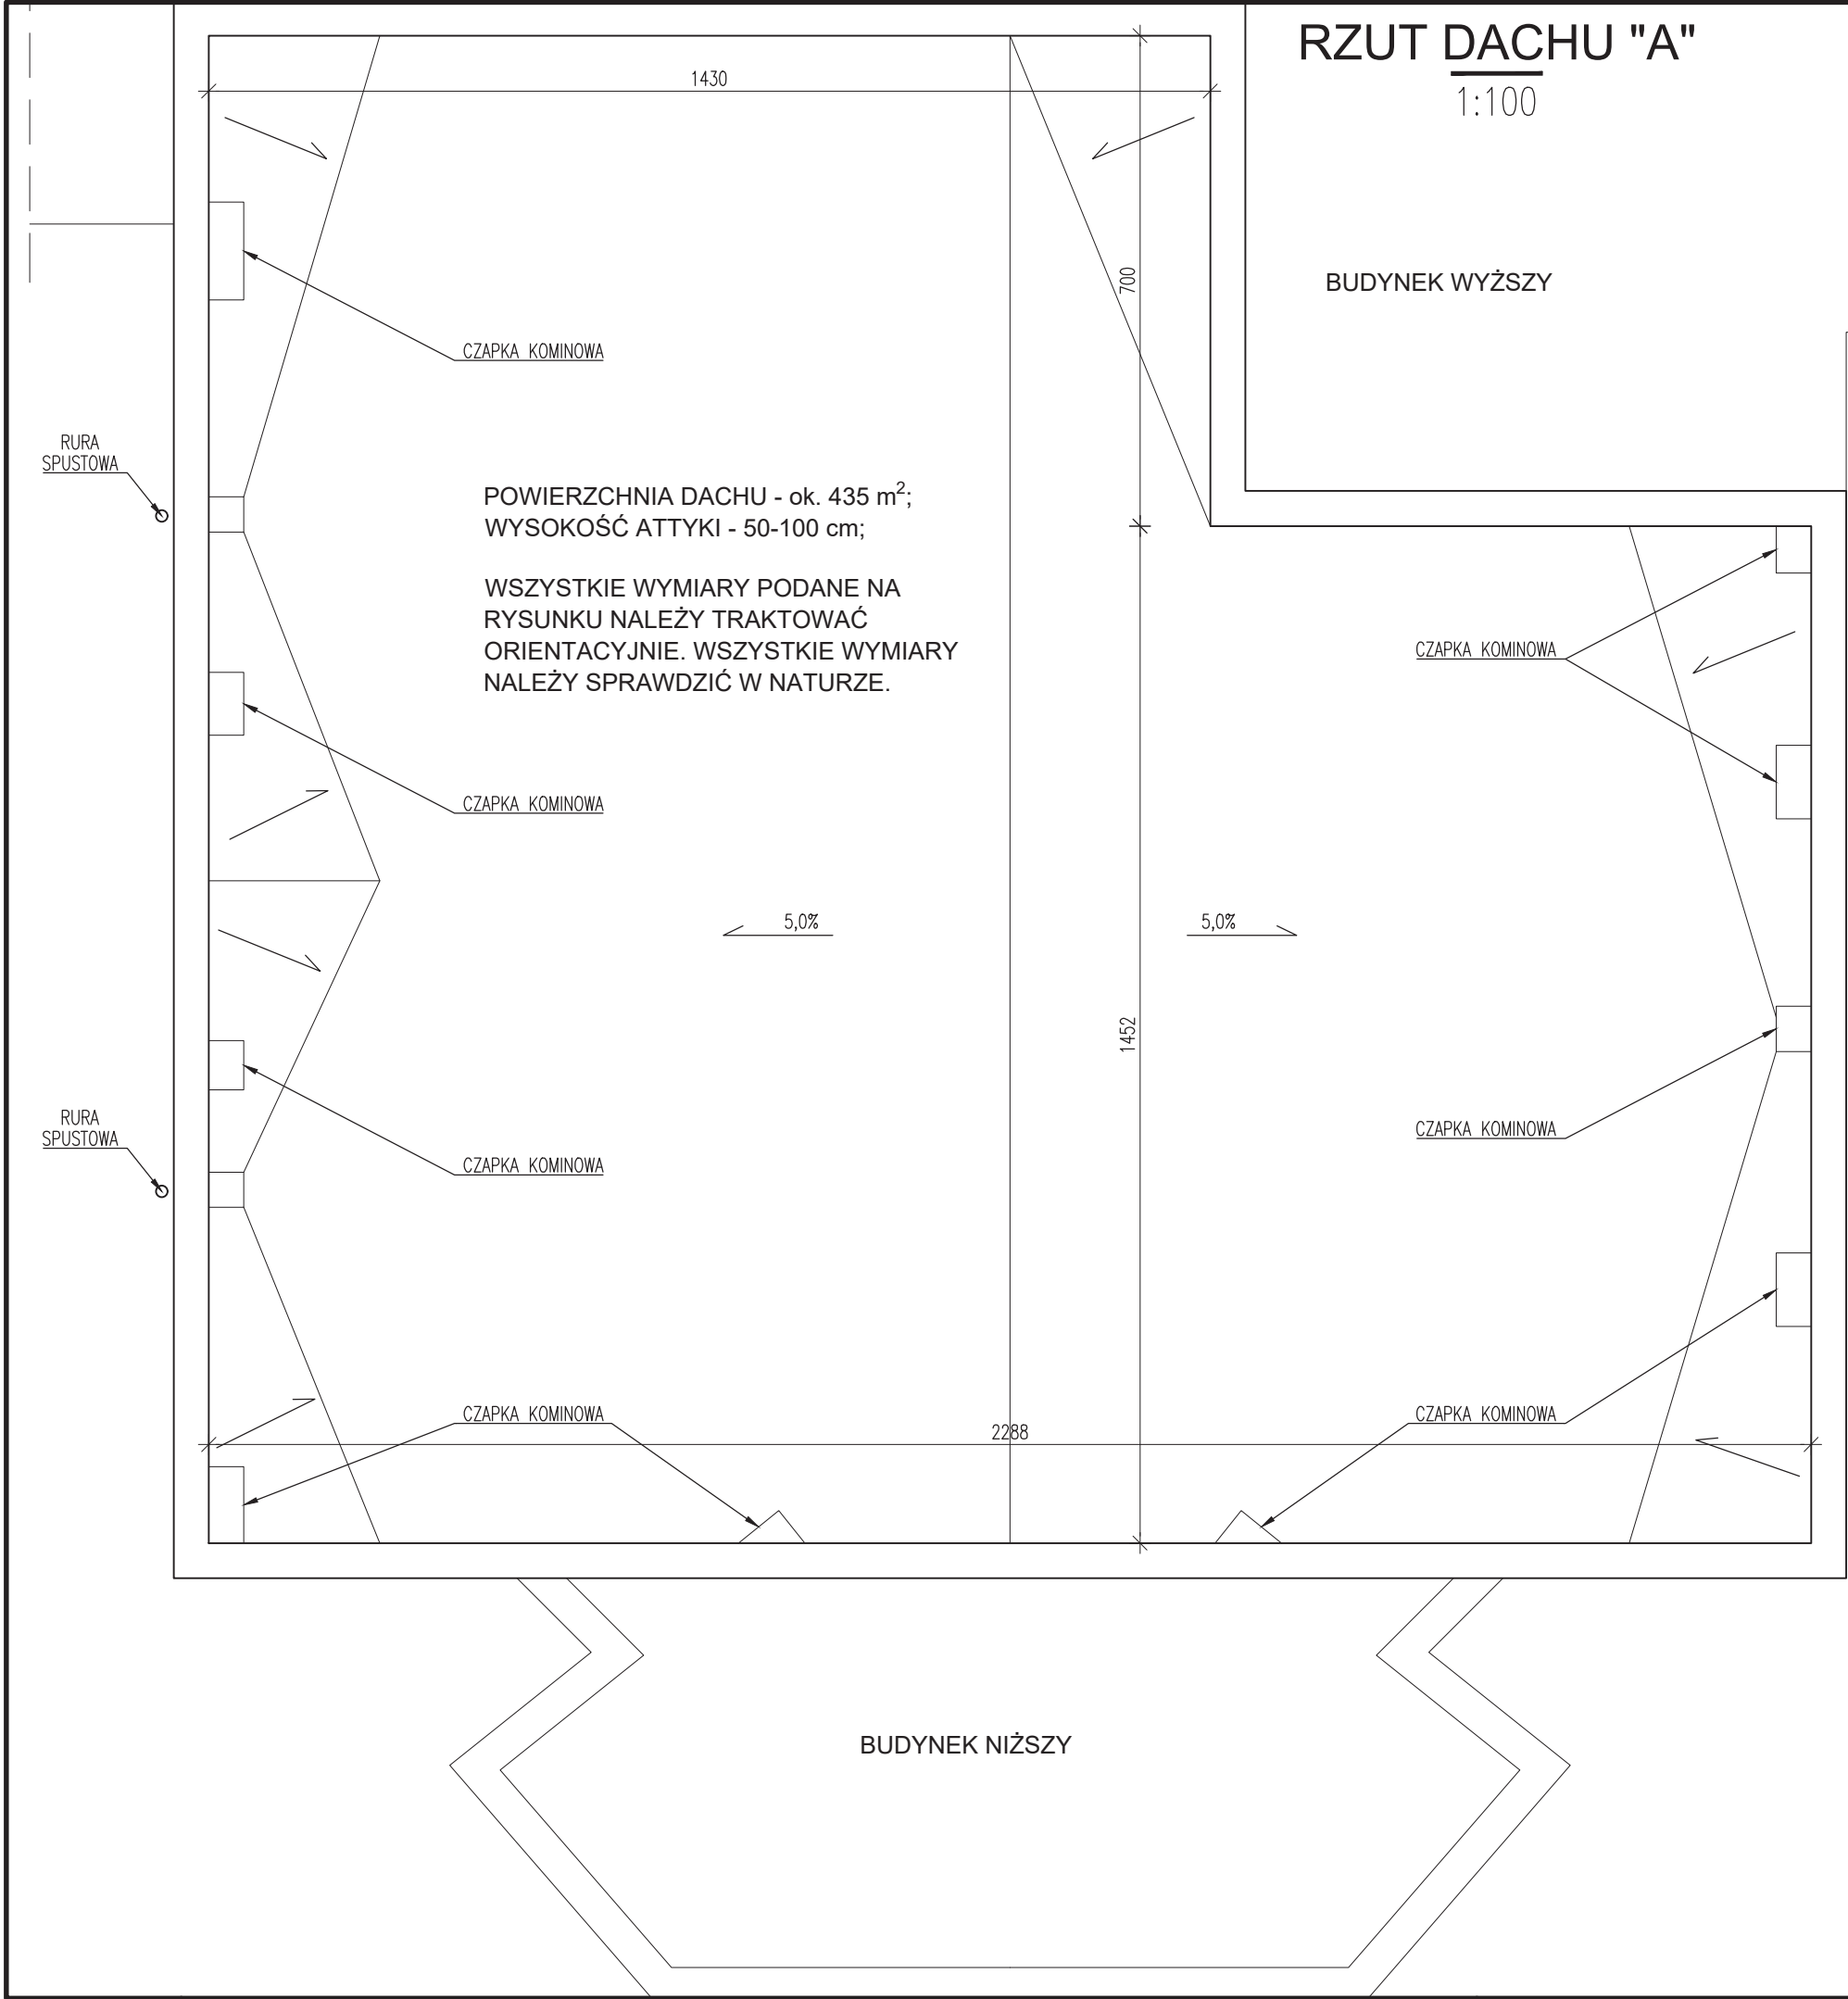 RZUT DACHU "A"
1:100
1430
700
BUDYNEK WYŻSZY
CZAPKA KOMINOWA
RURA
SPUSTOWA
POWIERZCHNIA DACHU - ok. 435 m²;
WYSOKOŚĆ ATTYKI - 50-100 cm;
WSZYSTKIE WYMIARY PODANE NA
RYSUNKU NALEŻY TRAKTOWAĆ
ORIENTACYJNIE. WSZYSTKIE WYMIARY
NALEŻY SPRAWDZIĆ W NATURZE.
CZAPKA KOMINOWA
CZAPKA KOMINOWA
5,0%
5,0%
1452
RURA
SPUSTOWA
CZAPKA KOMINOWA
CZAPKA KOMINOWA
CZAPKA KOMINOWA
CZAPKA KOMINOWA
2288
BUDYNEK NIŻSZY